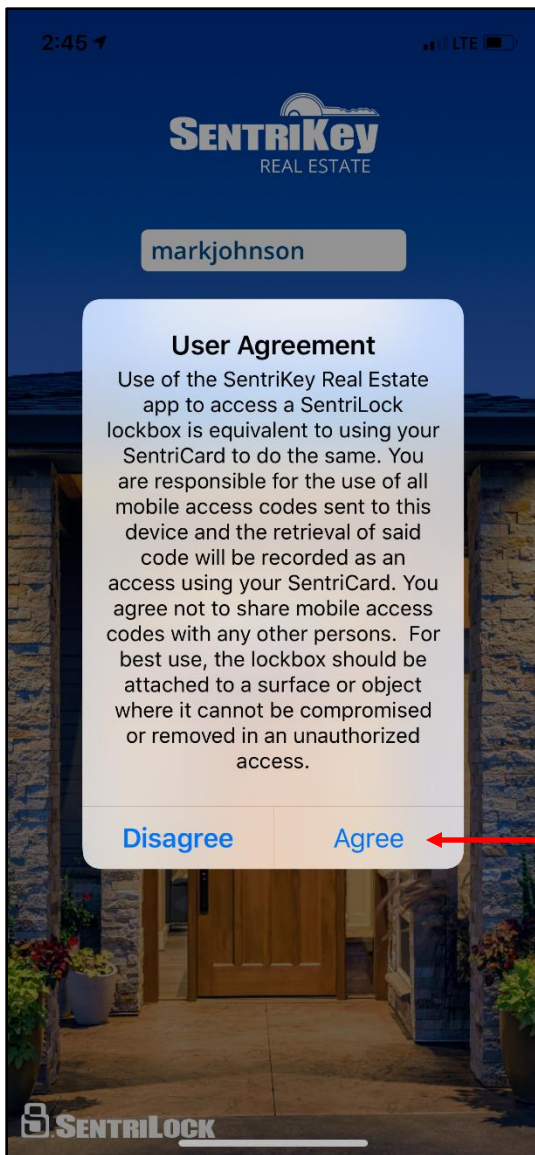 2:45
LTE
SENTRIKEY
REAL ESTATE
markjohnson
User Agreement
Use of the SentriKey Real Estate
app to access a SentriLock
lockbox is equivalent to using your
SentriCard to do the same. You
are responsible for the use of all
mobile access codes sent to this
device and the retrieval of said
code will be recorded as an
access using your SentriCard. You
agree not to share mobile access
codes with any other persons.  For
best use, the lockbox should be
attached to a surface or object
where it cannot be compromised
or removed in an unauthorized
access.
Disagree Agree
SENTRILOCK